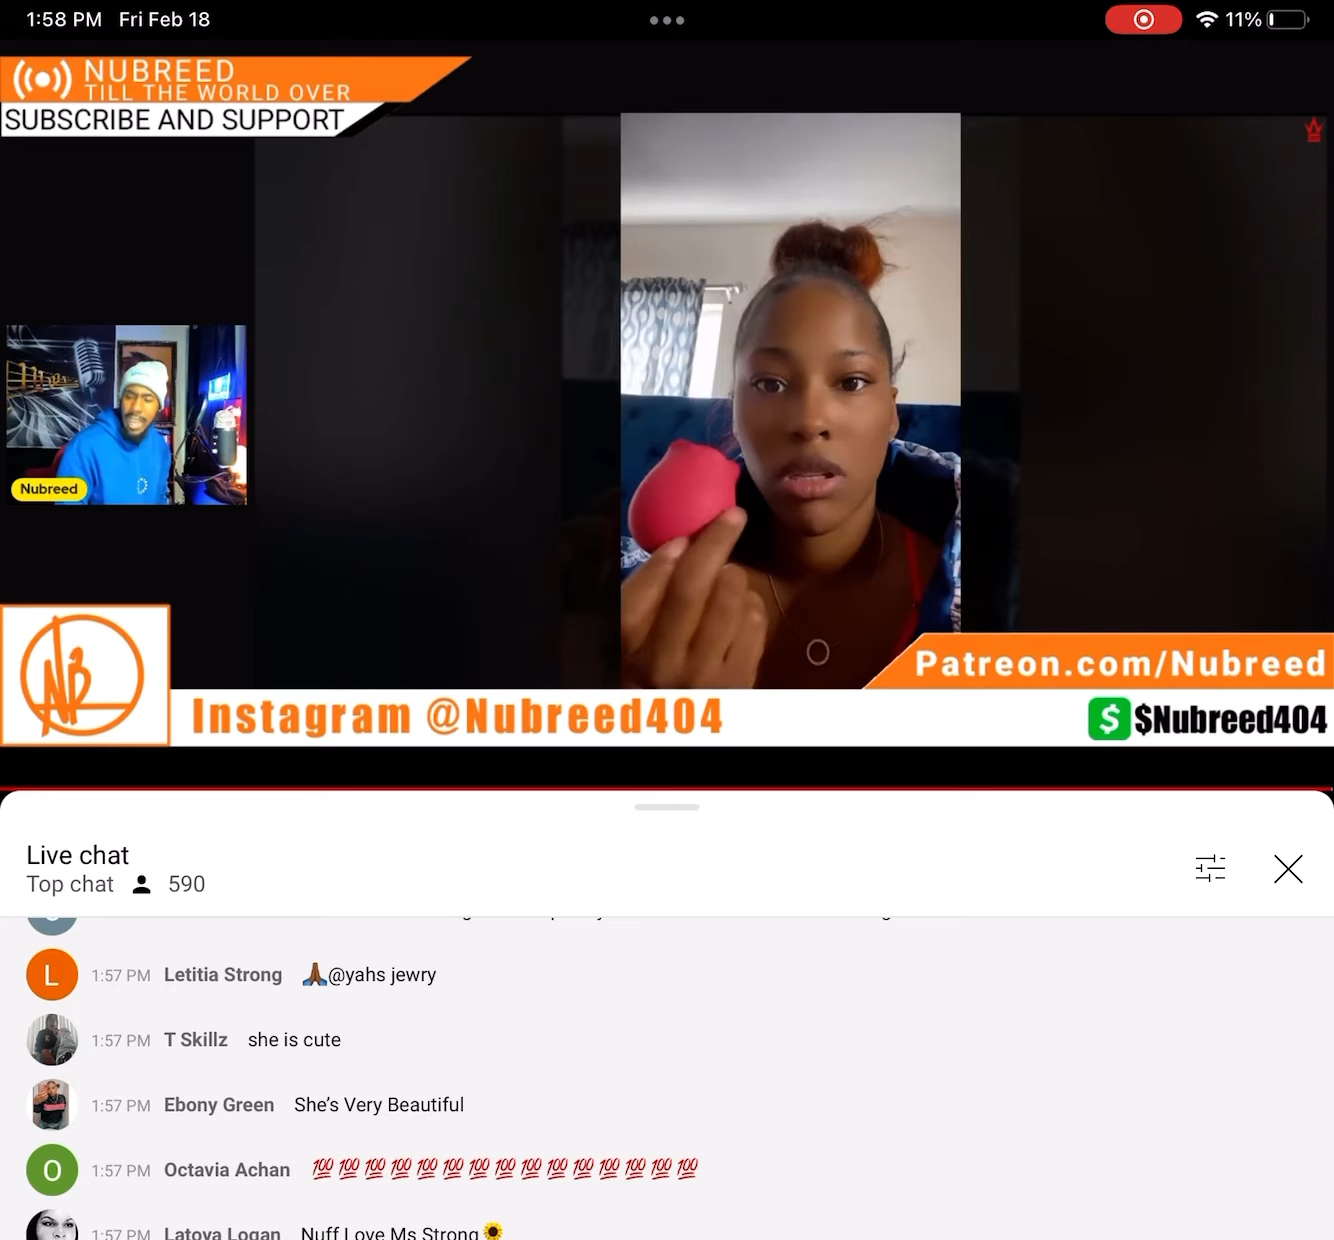 1:58 PM Fri Feb 18
11%
NUBREED
TILL THE WORLD OVER
SUBSCRIBE AND SUPPORT
Nubreed
NB
Patreon.com/Nubreed
Instagram @Nubreed404
$ $Nubreed404
Live chat
Top chat 590
L 1:57 PM Letitia Strong 🙏🏾@yahs jewry
1:57 PM T Skillz she is cute
1:57 PM Ebony Green She's Very Beautiful
O 1:57 PM Octavia Achan 💯💯💯💯💯💯💯💯💯💯💯💯💯💯💯
1:57 PM Latoya Logan Nuff Love Ms Strong🌻